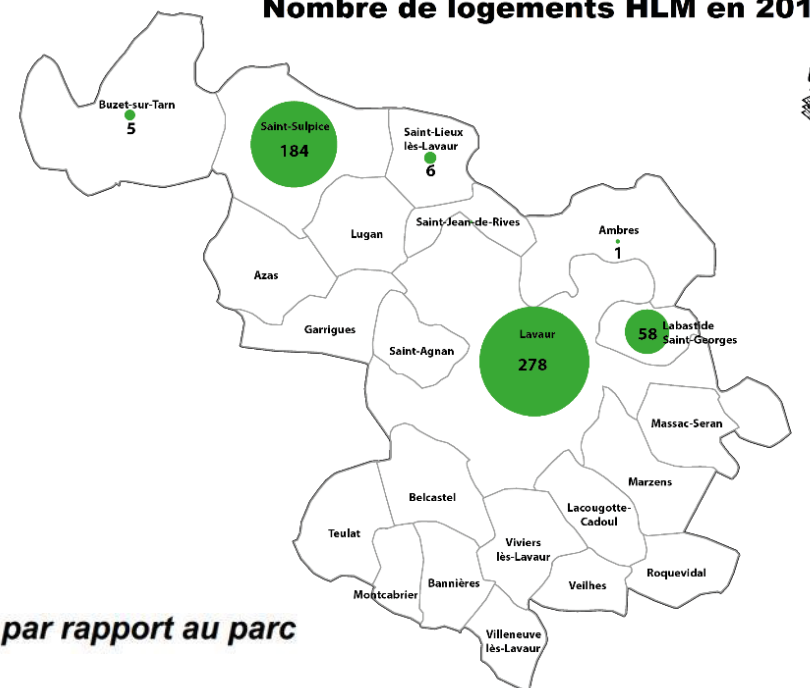 Nombre de logements HLM en 201
Buzet-sur-Tarn
5
Saint-Sulpice
184
Saint-Lieux
lès-Lavaur
6
Saint-Jean-de-Rives
Lugan
Ambres
1
Azas
Garrigues
Saint-Agnan
Lavaur
278
58
Labastide
Saint-Georges
Massac-Seran
Marzens
Belcastel
Lacougotte-
Cadoul
Teulat
Viviers
lès-Lavaur
Montcabrier
Bannières
Veilhes
Roquevidal
par rapport au parc
Villeneuve
lès-Lavaur